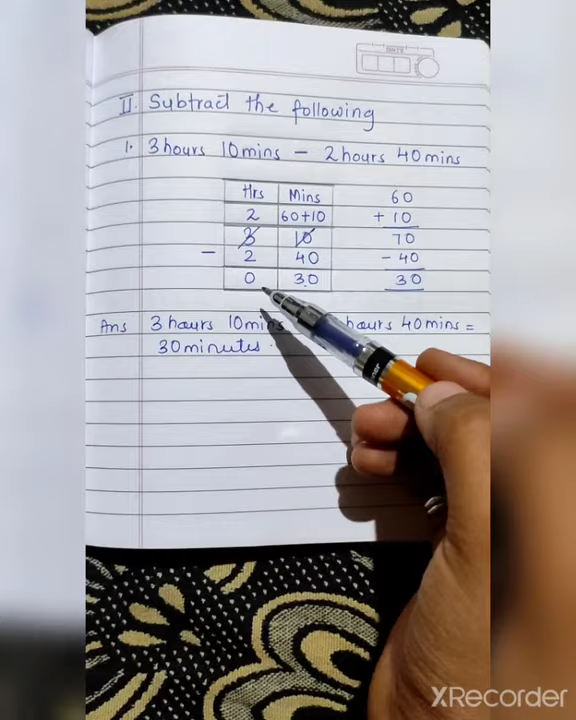 DATE
II. Subtract the following
1. 3 hours 10 mins - 2 hours 40 mins
Hrs Mins 60
2 60+10 + 10
3 10 70
- 2 40 - 40
0 30 30
Ans 3 hours 10 mins hours 40 mins =
30 minutes.
XRecorder